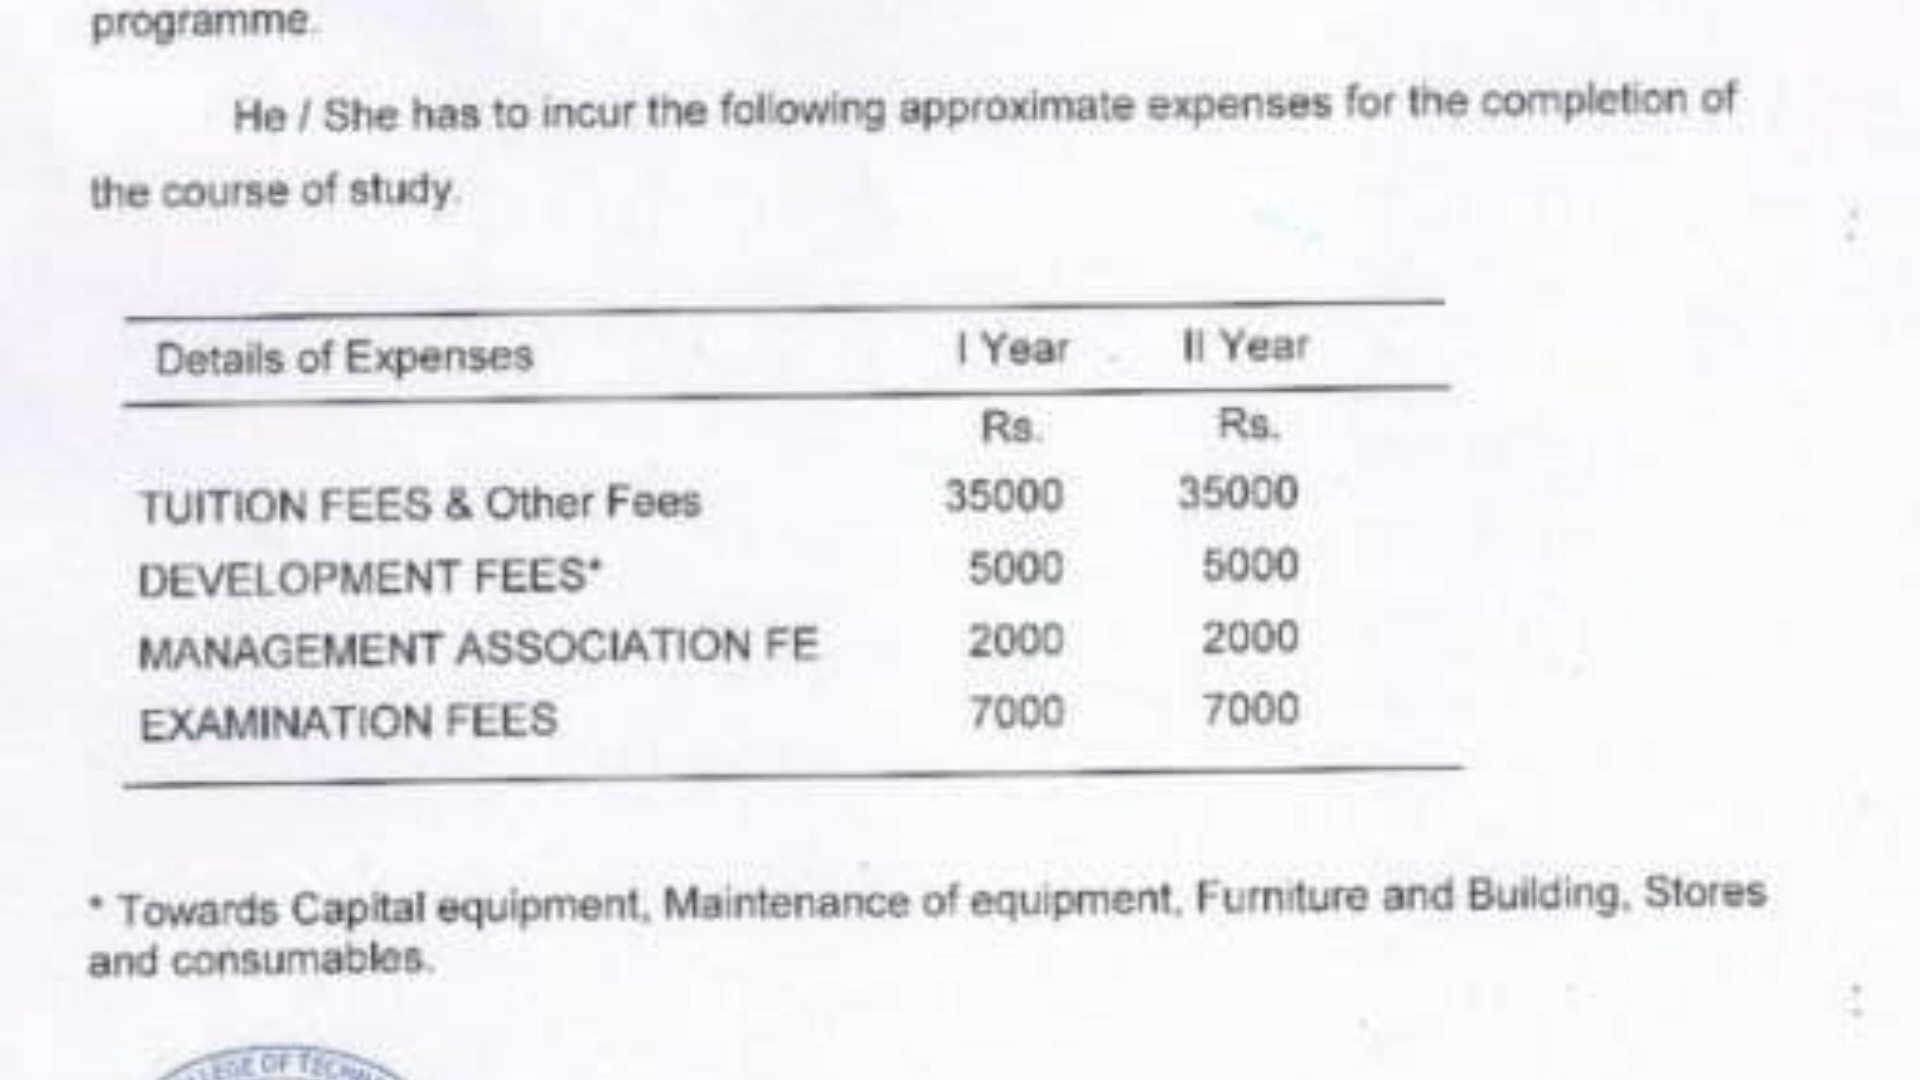 programme.
He / She has to incur the following approximate expenses for the completion of
the course of study.
Details of Expenses I Year II Year
Rs. Rs.
TUITION FEES & Other Fees 35000 35000
DEVELOPMENT FEES* 5000 5000
MANAGEMENT ASSOCIATION FE 2000 2000
EXAMINATION FEES 7000 7000
* Towards Capital equipment, Maintenance of equipment, Furniture and Building, Stores
and consumables.
OF